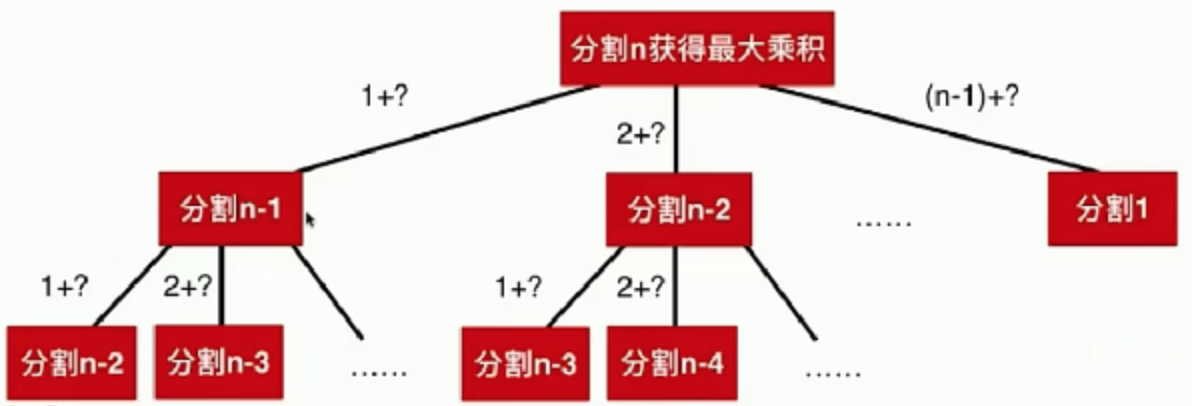 分割n获得最大乘积
1+?
2+?
(n-1)+?
分割n-1
分割n-2
......
分割1
1+?
2+?
1+?
2+?
分割n-2
分割n-3
......
分割n-3
分割n-4
......